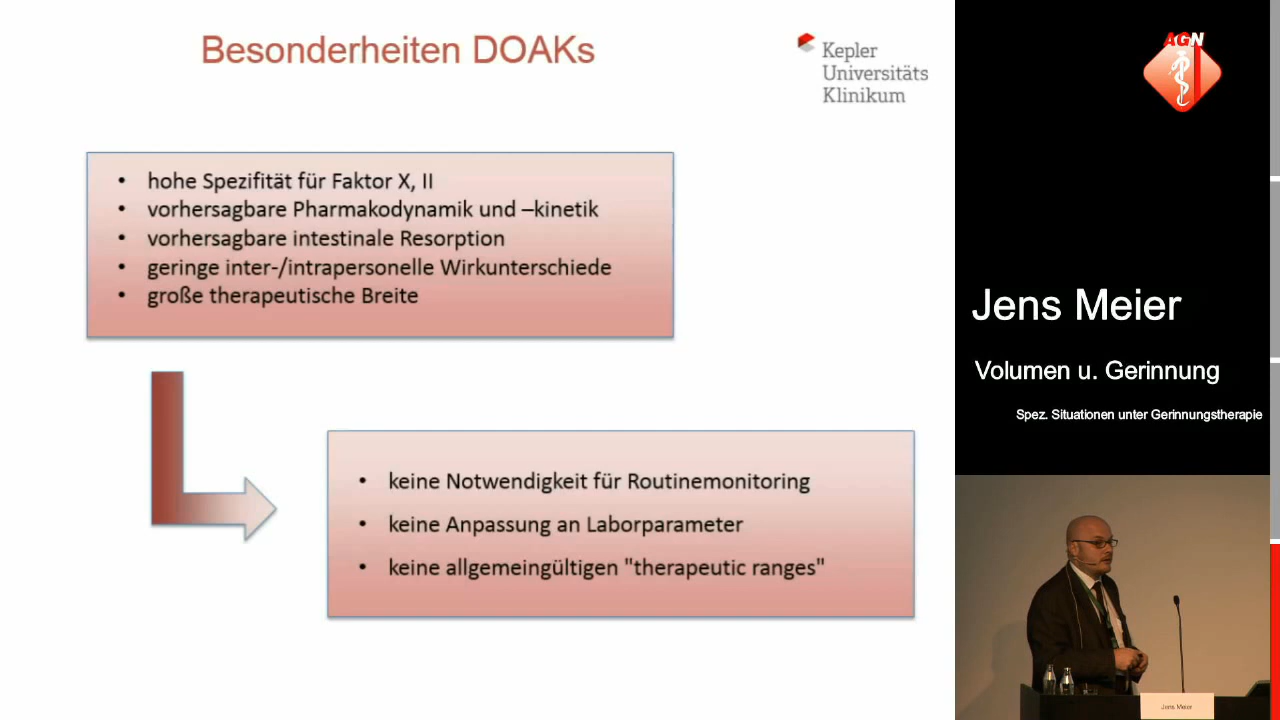 Besonderheiten DOAKs
Kepler
Universitäts
Klinikum
• hohe Spezifität für Faktor X, II
• vorhersagbare Pharmakodynamik und –kinetik
• vorhersagbare intestinale Resorption
• geringe inter-/intrapersonelle Wirkunterschiede
• große therapeutische Breite
• keine Notwendigkeit für Routinemonitoring
• keine Anpassung an Laborparameter
• keine allgemeingültigen "therapeutic ranges"
AGN
Jens Meier
Volumen u. Gerinnung
Spez. Situationen unter Gerinnungstherapie
Jens Meier